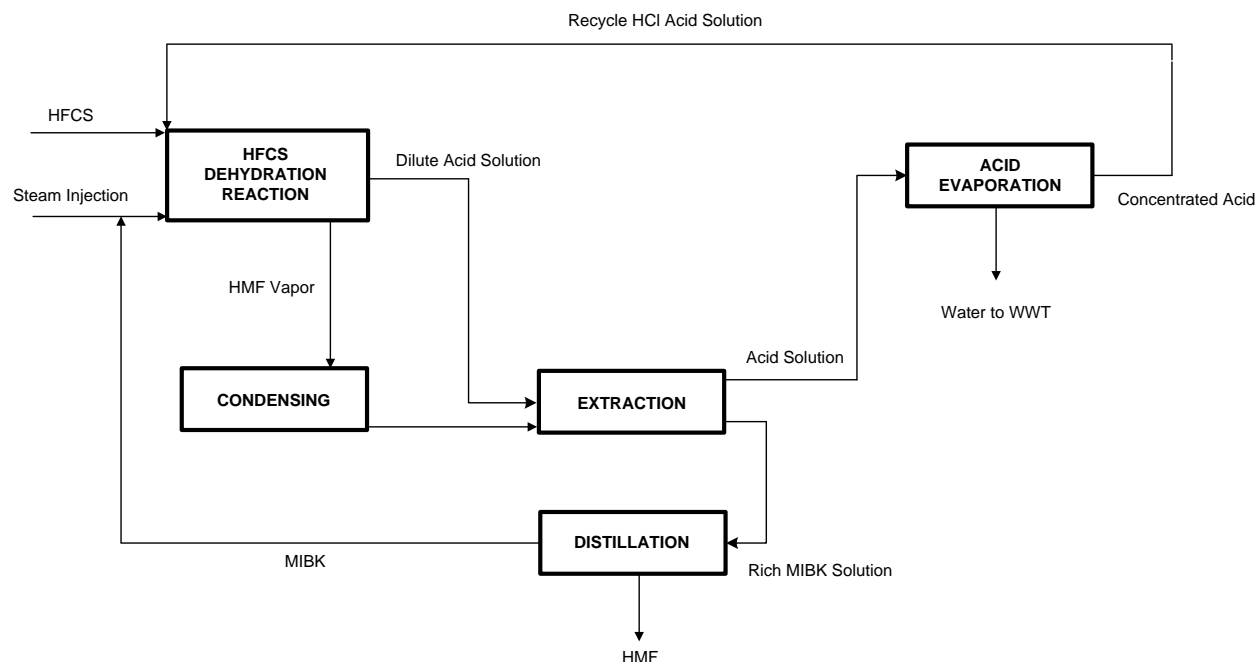 Recycle HCl Acid Solution
HFCS
HFCS
DEHYDRATION
REACTION
Dilute Acid Solution
ACID
EVAPORATION
Steam Injection
Concentrated Acid
HMF Vapor
Water to WWT
Acid Solution
CONDENSING
EXTRACTION
DISTILLATION
MIBK
Rich MIBK Solution
HMF